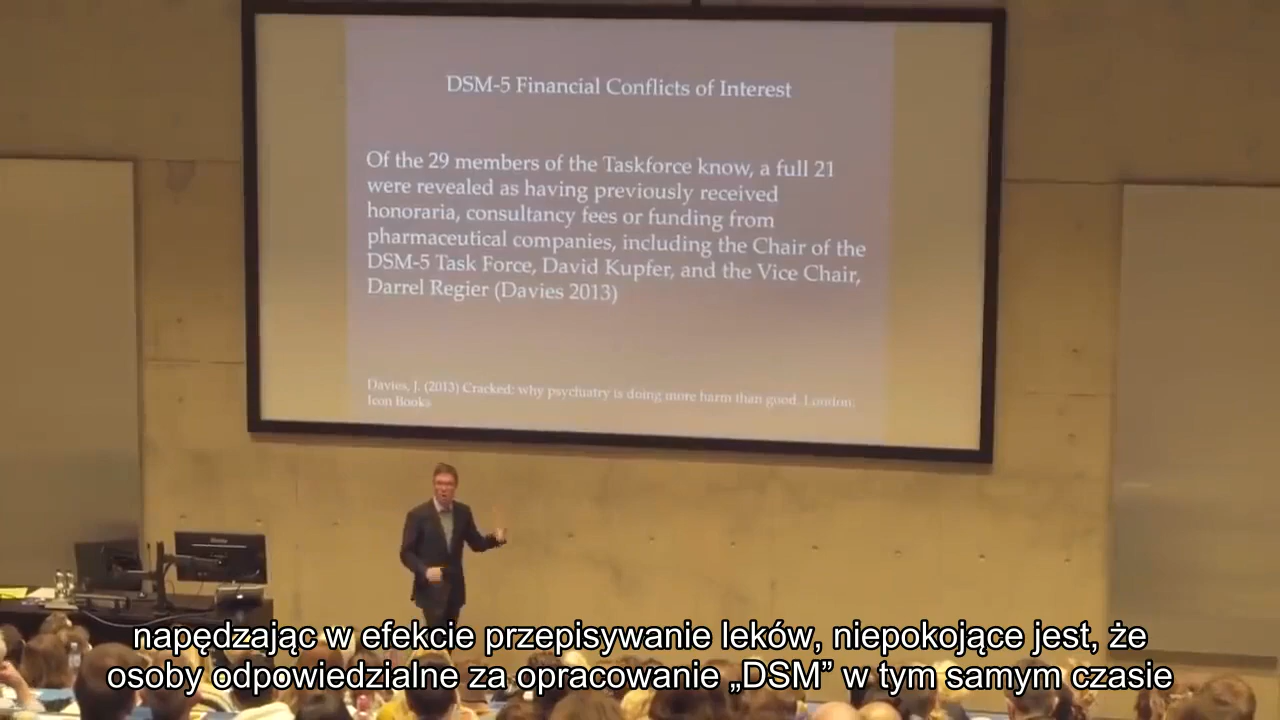 DSM-5 Financial Conflicts of Interest
Of the 29 members of the Taskforce know, a full 21
were revealed as having previously received
honoraria, consultancy fees or funding from
pharmaceutical companies, including the Chair of the
DSM-5 Task Force, David Kupfer, and the Vice Chair,
Darrel Regier (Davies 2013)
Davies, J. (2013) Cracked: why psychiatry is doing more harm than good. London.
Icon Books
napędzając w efekcie przepisywanie leków, niepokojące jest, że
osoby odpowiedzialne za opracowanie „DSM” w tym samym czasie